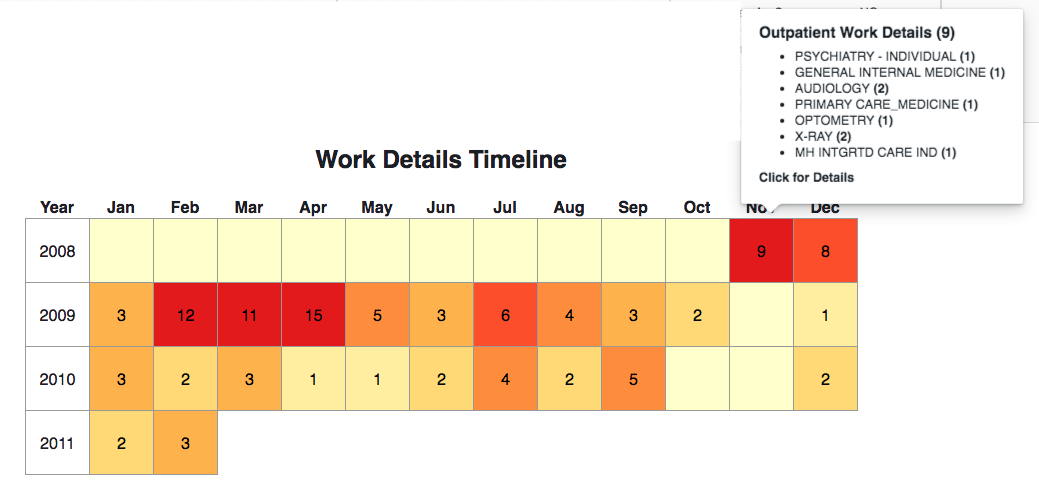 Outpatient Work Details (9)
• PSYCHIATRY - INDIVIDUAL (1)
• GENERAL INTERNAL MEDICINE (1)
• AUDIOLOGY (2)
• PRIMARY CARE_MEDICINE (1)
• OPTOMETRY (1)
• X-RAY (2)
• MH INTGRTD CARE IND (1)
Click for Details
Work Details Timeline
Year Jan Feb Mar Apr May Jun Jul Aug Sep Oct Nov Dec
2008 9 8
2009 3 12 11 15 5 3 6 4 3 2 1
2010 3 2 3 1 1 2 4 2 5 2
2011 2 3